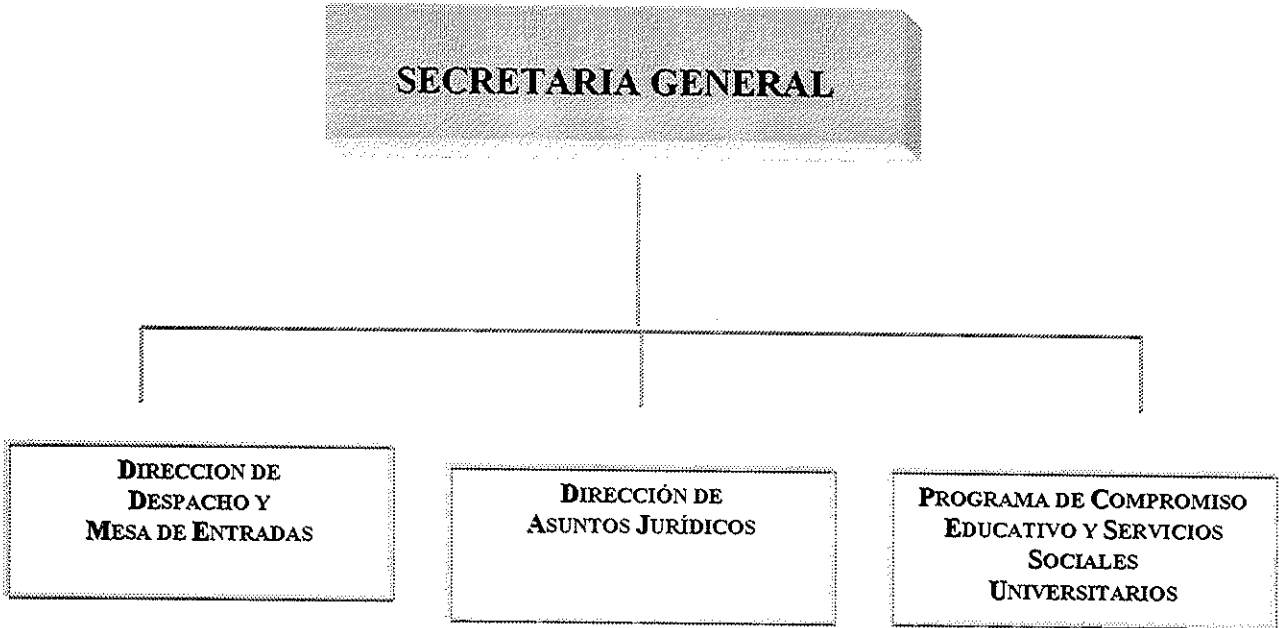 SECRETARIA GENERAL
DIRECCION DE
DESPACHO Y
MESA DE ENTRADAS
DIRECCIÓN DE
ASUNTOS JURÍDICOS
PROGRAMA DE COMPROMISO
EDUCATIVO Y SERVICIOS
SOCIALES
UNIVERSITARIOS